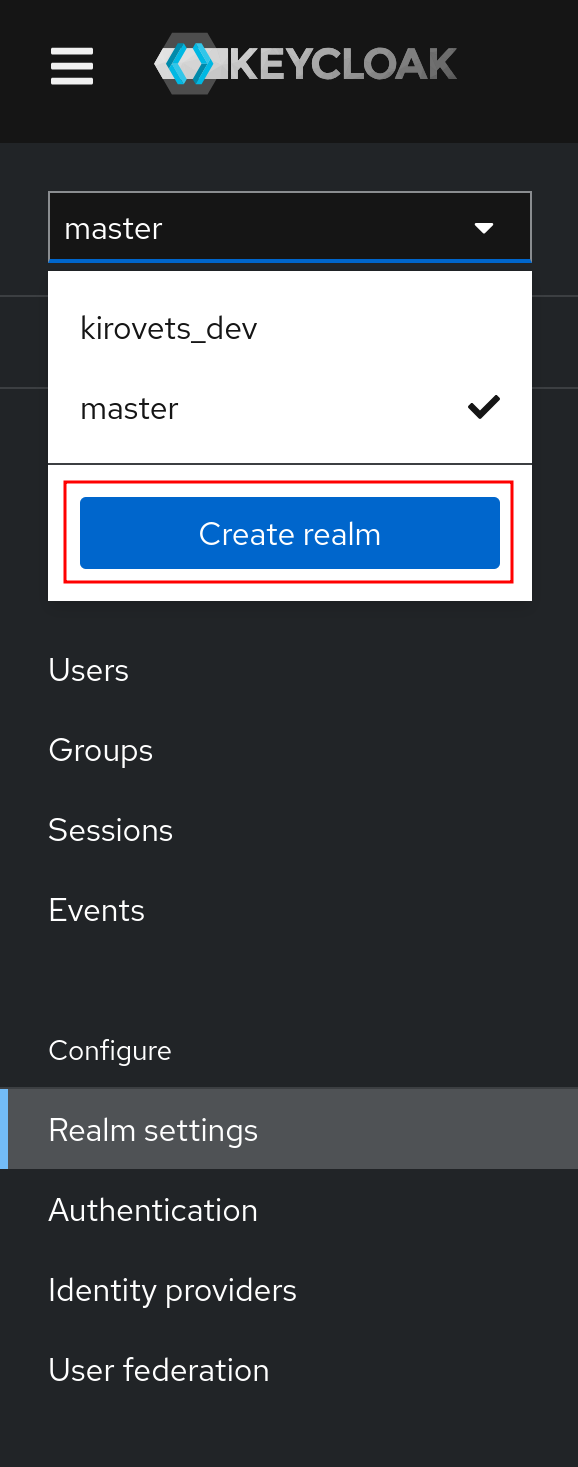 KEYCLOAK
master
kirovets_dev
master
Create realm
Users
Groups
Sessions
Events
Configure
Realm settings
Authentication
Identity providers
User federation